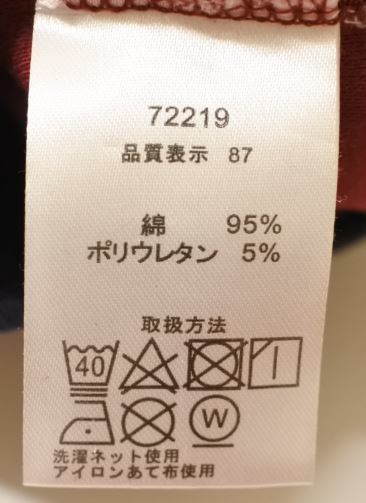 72219
品質表示 87
綿 95%
ポリウレタン 5%
取扱方法
40
W
洗濯ネット使用
アイロンあて布使用